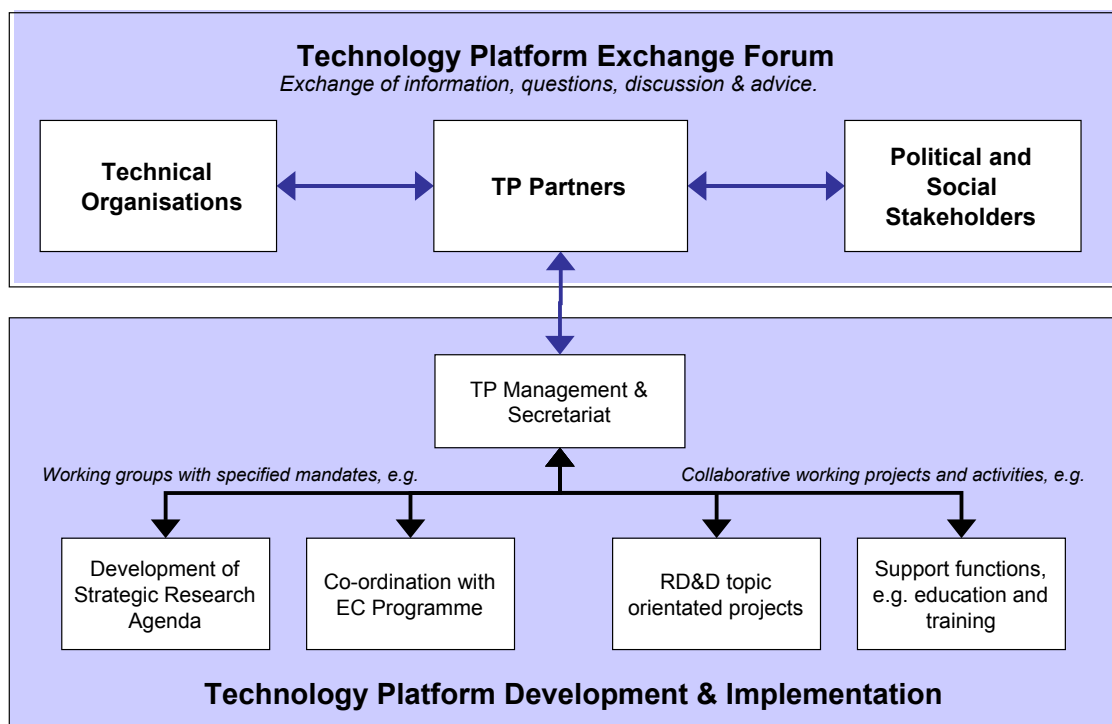 Technology Platform Exchange Forum
Exchange of information, questions, discussion & advice.
Technical
Organisations
TP Partners
Political and
Social
Stakeholders
TP Management &
Secretariat
Working groups with specified mandates, e.g.
Collaborative working projects and activities, e.g.
Development of
Strategic Research
Agenda
Co-ordination with
EC Programme
RD&D topic
orientated projects
Support functions,
e.g. education and
training
Technology Platform Development & Implementation